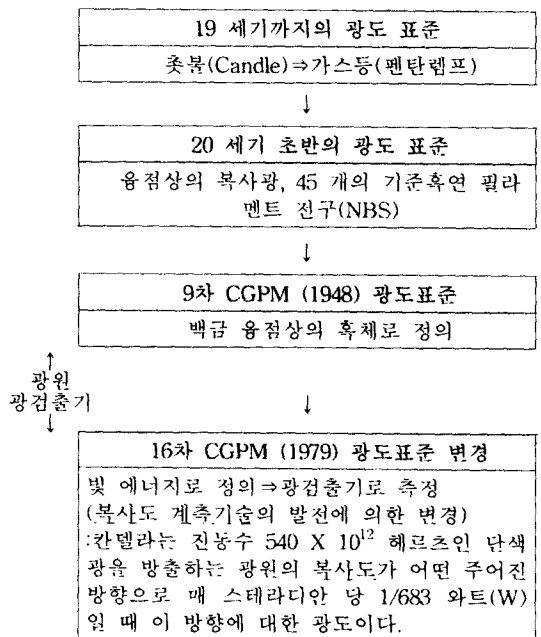 19 세기까지의 광도 표준
촛불(Candle)⇒가스등(펜탄렘프)
↓
20 세기 초반의 광도 표준
융점상의 복사광, 45 개의 기준흑연 필라
멘트 전구(NBS)
↓
9차 CGPM (1948) 광도표준
백금 융점상의 흑체로 정의
↑
광원
광검출기
↓
↓
16차 CGPM (1979) 광도표준 변경
빛 에너지로 정의⇒광검출기로 측정
(복사도 계측기술의 발전에 의한 변경)
:칸델라는 진동수 540 X 10¹² 헤르츠인 단색
광을 방출하는 광원의 복사도가 어떤 주어진
방향으로 매 스테라디안 당 1/683 와트(W)
일 때 이 방향에 대한 광도이다.